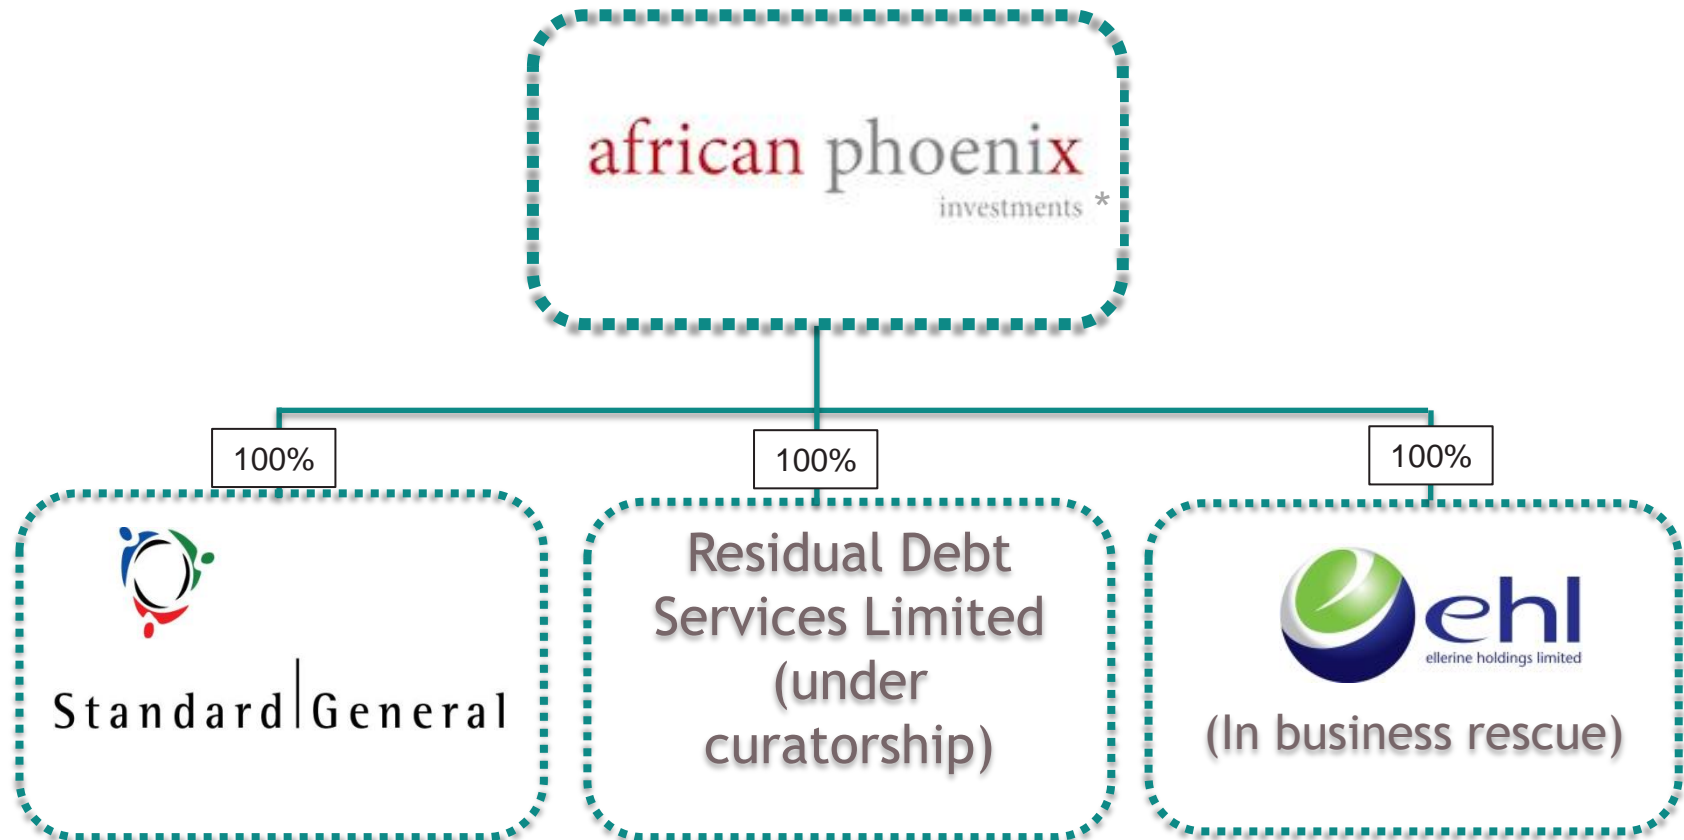 african phoenix
investments *
100%
100%
100%
Standard General
Residual Debt
Services Limited
(under
curatorship)
ehl
ellerine holdings limited
(In business rescue)